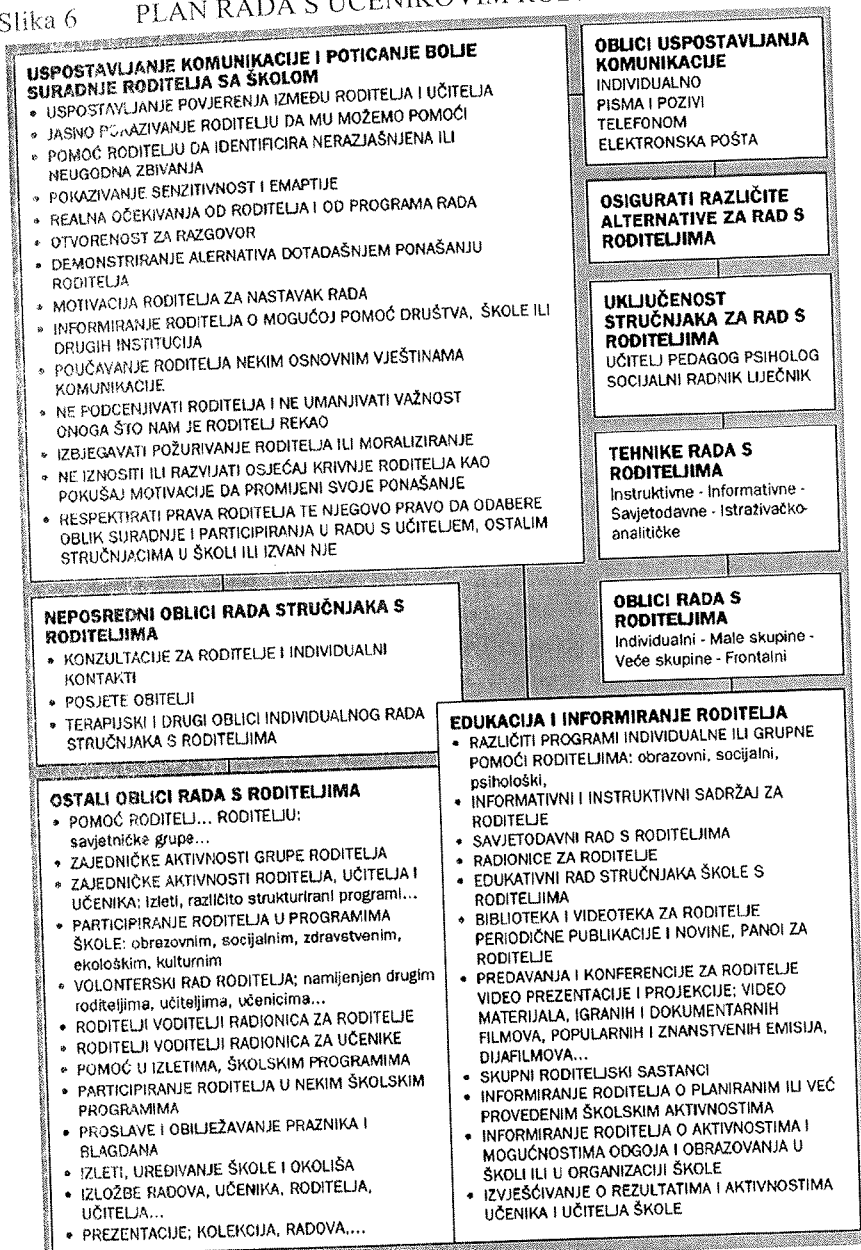 Slika 6 PLAN RADA S UČENIKOVIM
USPOSTAVLJANJE KOMUNIKACIJE I POTICANJE BOLJE
SURADNJE RODITELJA SA ŠKOLOM
• USPOSTAVLJANJE POVJERENJA IZMEĐU RODITELJA I UČITELJA
• JASNO POKAZIVANJE RODITELJU DA MU MOŽEMO POMOĆI
• POMOĆ RODITELJU DA IDENTIFICIRA NERAZJAŠNJENA ILI
NEUGODNA ZBIVANJA
• POKAZIVANJE SENZITIVNOST I EMAPTIJE
• REALNA OČEKIVANJA OD RODITELJA I OD PROGRAMA RADA
• OTVORENOST ZA RAZGOVOR
• DEMONSTRIRANJE ALERNATIVA DOTADAŠNJEM PONAŠANJU
RODITELJA
• MOTIVACIJA RODITELJA ZA NASTAVAK RADA
• INFORMIRANJE RODITELJA O MOGUĆOJ POMOĆ DRUŠTVA, ŠKOLE ILI
DRUGIH INSTITUCIJA
• POUČAVANJE RODITELJA NEKIM OSNOVNIM VJEŠTINAMA
KOMUNIKACIJE
• NE PODCENJIVATI RODITELJA I NE UMANJIVATI VAŽNOST
ONOGA ŠTO NAM JE RODITELJ REKAO
• IZBJEGAVATI POŽURIVANJE RODITELJA ILI MORALIZIRANJE
• NE IZNOSITI ILI RAZVIJATI OSJEĆAJ KRIVNJE RODITELJA KAO
POKUŠAJ MOTIVACIJE DA PROMIJENI SVOJE PONAŠANJE
• RESPEKTIRATI PRAVA RODITELJA TE NJEGOVO PRAVO DA ODABERE
OBLIK SURADNJE I PARTICIPIRANJA U RADU S UČITELJEM, OSTALIM
STRUČNJACIMA U ŠKOLI ILI IZVAN NJE
OBLICI USPOSTAVLJANJA
KOMUNIKACIJE
INDIVIDUALNO
PISMA I POZIVI
TELEFONOM
ELEKTRONSKA POŠTA
OSIGURATI RAZLIČITE
ALTERNATIVE ZA RAD S
RODITELJIMA
UKLJUČENOST
STRUČNJAKA ZA RAD S
RODITELJIMA
UČITELJ PEDAGOG PSIHOLOG
SOCIJALNI RADNIK LIJEČNIK
TEHNIKE RADA S
RODITELJIMA
Instruktivne - Informativne -
Savjetodavne - Istraživačko-
analitičke
OBLICI RADA S
RODITELJIMA
Individualni - Male skupine -
Veće skupine - Frontalni
NEPOSREDNI OBLICI RADA STRUČNJAKA S
RODITELJIMA
• KONZULTACIJE ZA RODITELJE I INDIVIDUALNI
KONTAKTI
• POSJETE OBITELJI
• TERAPIJSKI I DRUGI OBLICI INDIVIDUALNOG RADA
STRUČNJAKA S RODITELJIMA
OSTALI OBLICI RADA S RODITELJIMA
• POMOĆ RODITELJ... RODITELJU:
savjetničke grupe...
• ZAJEDNIČKE AKTIVNOSTI GRUPE RODITELJA
• ZAJEDNIČKE AKTIVNOSTI RODITELJA, UČITELJA I
UČENIKA: izleti, različito strukturirani programi...
• PARTICIPIRANJE RODITELJA U PROGRAMIMA
ŠKOLE: obrezovnim, socijalnim, zdravstvenim,
ekološkim, kulturnim
• VOLONTERSKI RAD RODITELJA; namijenjen drugim
roditeljima, učiteljima, učenicima...
• RODITELJI VODITELJI RADIONICA ZA RODITELJE
• RODITELJI VODITELJI RADIONICA ZA UČENIKE
• POMOĆ U IZLETIMA, ŠKOLSKIM PROGRAMIMA
• PARTICIPIRANJE RODITELJA U NEKIM ŠKOLSKIM
PROGRAMIMA
• PROSLAVE I OBILJEŽAVANJE PRAZNIKA I
BLAGDANA
• IZLETI, UREĐIVANJE ŠKOLE I OKOLIŠA
• IZLOŽBE RADOVA, UČENIKA, RODITELJA,
UČITELJA...
• PREZENTACIJE; KOLEKCIJA, RADOVA,...
EDUKACIJA I INFORMIRANJE RODITELJA
• RAZLIČITI PROGRAMI INDIVIDUALNE ILI GRUPNE
POMOĆI RODITELJIMA: obrazovni, socijalni,
psihološki,
• INFORMATIVNI I INSTRUKTIVNI SADRŽAJ ZA
RODITELJE
• SAVJETODAVNI RAD S RODITELJIMA
• RADIONICE ZA RODITELJE
• EDUKATIVNI RAD STRUČNJAKA ŠKOLE S
RODITELJIMA
• BIBLIOTEKA I VIDEOTEKA ZA RODITELJE
PERIODIČNE PUBLIKACIJE I NOVINE, PANOI ZA
RODITELJE
• PREDAVANJA I KONFERENCIJE ZA RODITELJE
VIDEO PREZENTACIJE I PROJEKCIJE; VIDEO
MATERIJALA, IGRANIH I DOKUMENTARNIH
FILMOVA, POPULARNIH I ZNANSTVENIH EMISIJA,
DIJAFILMOVA...
• SKUPNI RODITELJSKI SASTANCI
• INFORMIRANJE RODITELJA O PLANIRANIM ILI VEĆ
PROVEDENIM ŠKOLSKIM AKTIVNOSTIMA
• INFORMIRANJE RODITELJA O AKTIVNOSTIMA I
MOGUĆNOSTIMA ODGOJA I OBRAZOVANJA U
ŠKOLI ILI U ORGANIZACIJI ŠKOLE
• IZVJEŠĆIVANJE O REZULTATIMA I AKTIVNOSTIMA
UČENIKA I UČITELJA ŠKOLE